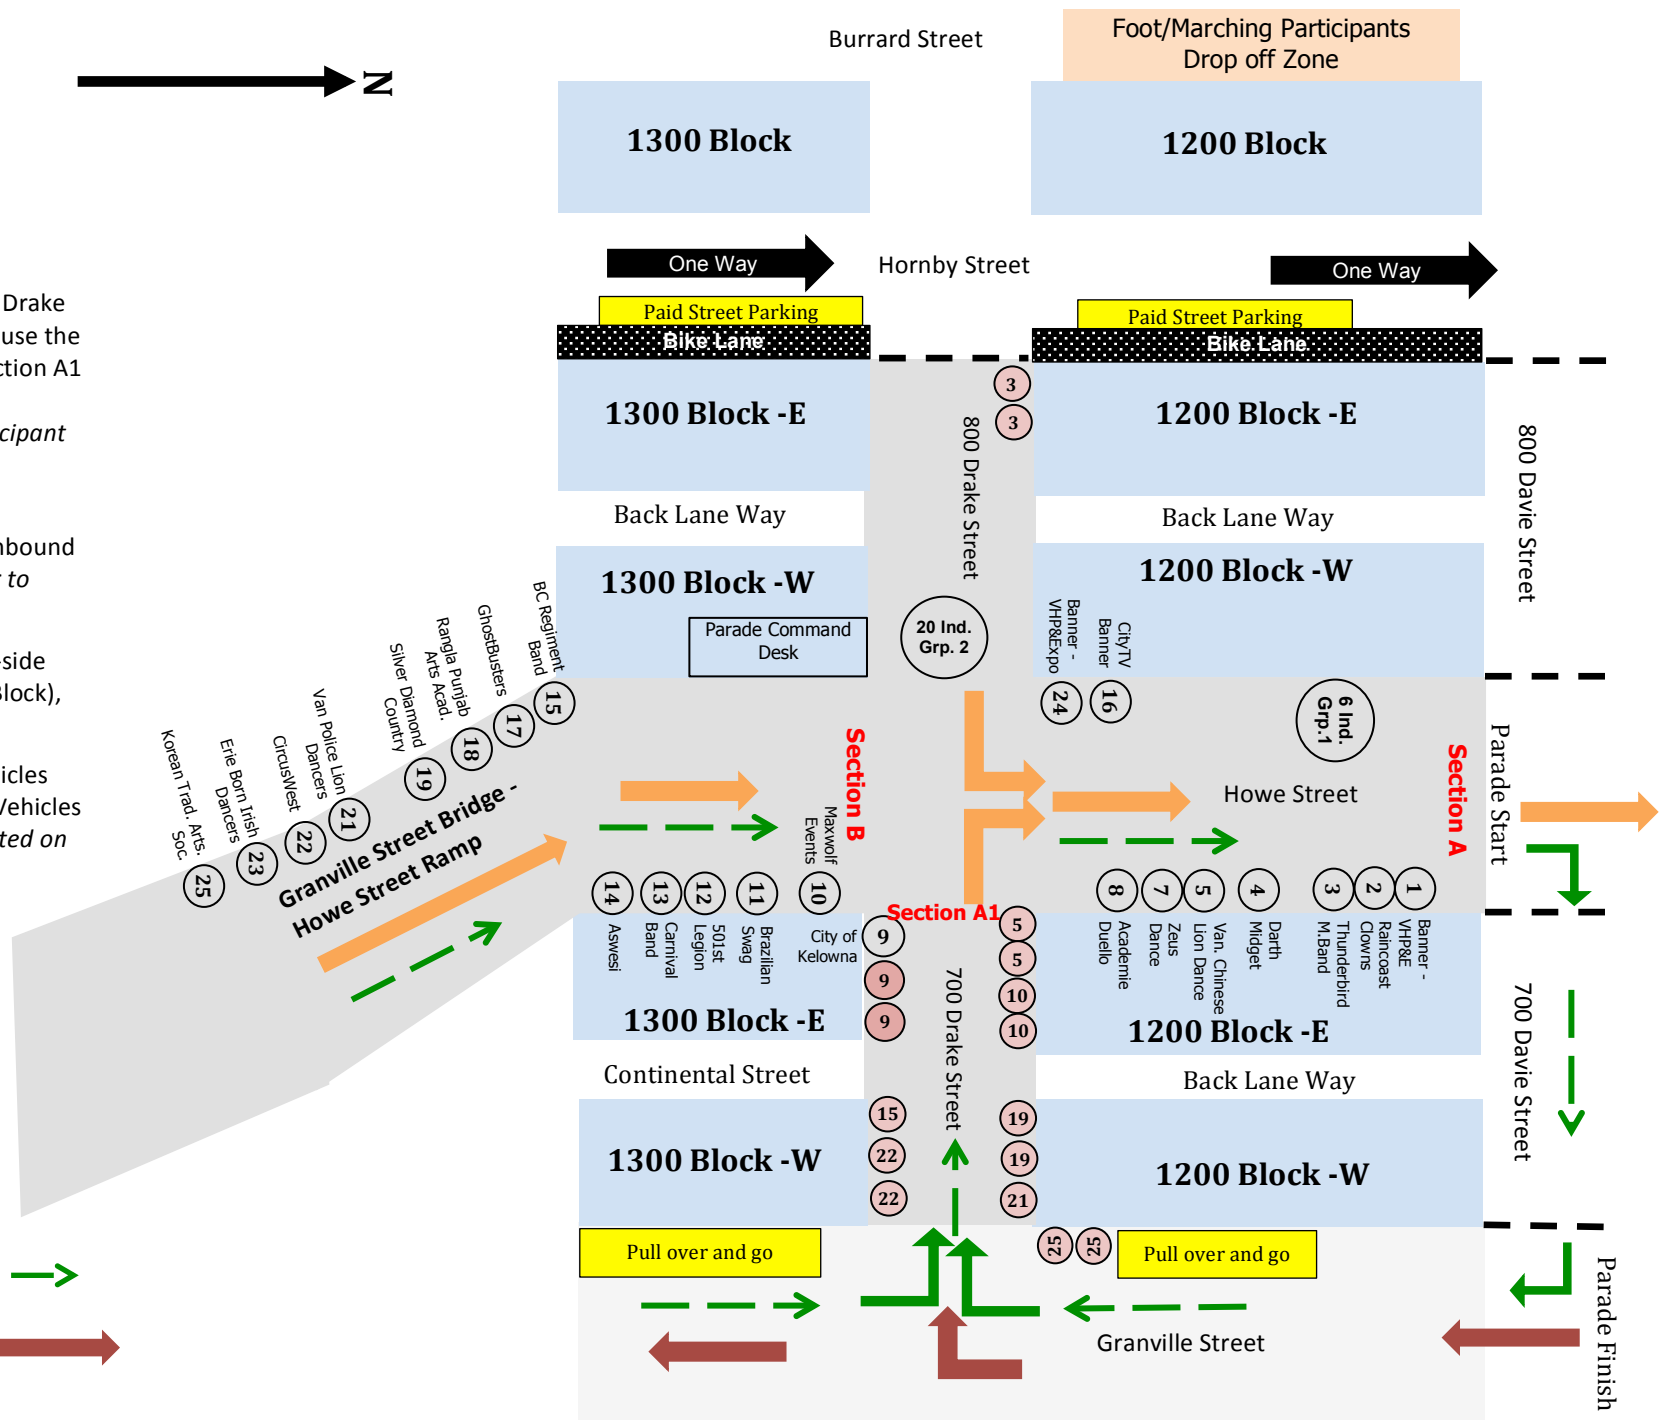 Burrard Street
Foot/Marching Participants
Drop off Zone
N
1300 Block
1200 Block
One Way
Hornby Street
One Way
Paid Street Parking
Paid Street Parking
Bike Lane
Bike Lane
Drake
use the
ction A1
cipant
nbound
r to
-side
Block),
icles
Vehicles
ted on
1300 Block -E
3
3
1200 Block -E
800 Drake Street
800 Davie Street
Back Lane Way
Back Lane Way
1300 Block -W
1200 Block -W
Parade Command
Desk
20 Ind.
Grp. 2
Banner -
VHP&Expo
24
CityTV
Banner
16
6 Ind.
Grp.1
BC Regiment
Band
15
GhostBusters
17
Rangla Punjab
Arts Acad.
18
Silver Diamond
Country
19
Van Police Lion
Dancers
21
CircusWest
22
Erie Born Irish
Dancers
23
Korean Trad. Arts.
Soc.
25
Granville Street Bridge -
Howe Street Ramp
Section B
Howe Street
Section A
Parade Start
Maxwolf
Events
14
13
12
11
10
Section A1
8
7
5
4
3
2
1
Aswesi
Carnival
Band
501st
Legion
Brazilian
Swag
City of
Kelowna
9
9
9
5
5
10
10
Academie
Duello
Zeus
Dance
Van. Chinese
Lion Dance
Darth
Midget
Thunderbird
M.Band
Raincoast
Clowns
Banner -
VHP&E
1300 Block -E
700 Drake Street
1200 Block -E
700 Davie Street
Continental Street
Back Lane Way
15
22
22
19
19
21
1300 Block -W
1200 Block -W
Pull over and go
25
25
Pull over and go
Granville Street
Parade Finish